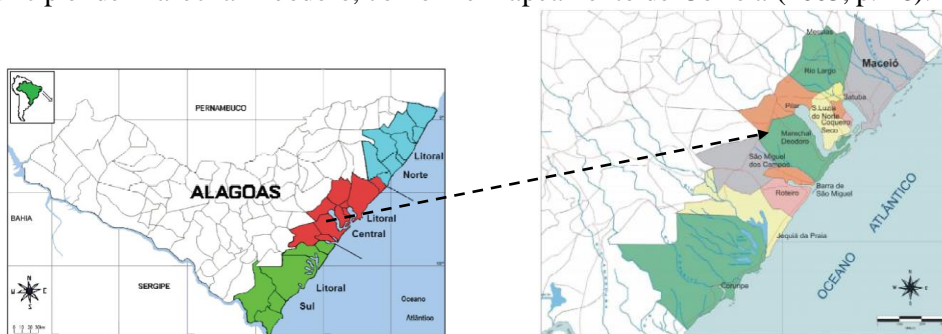 PERNAMBUCO
ALAGOAS
BAHIA
SERGIPE
Litoral
Norte
Litoral
Central
Litoral
Sul
Oceano
Atlântico
N
S
E
Messias
Rio Largo
Maceió
Satuba
Pilar
S.Luzia
do Norte
Coqueiro
Seco
Marechal
Deodoro
São Miguel
dos Campos
Barra de
São Miguel
Roteiro
Jequiá da Praia
Coruripe
OCEANO
ATLÂNTICO